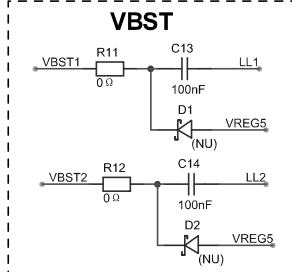 VBST
R11 C13
VBST1 LL1
0 Ω 100nF
D1
VREG5
(NU)
R12 C14
VBST2 LL2
0 Ω 100nF
D2
VREG5
(NU)